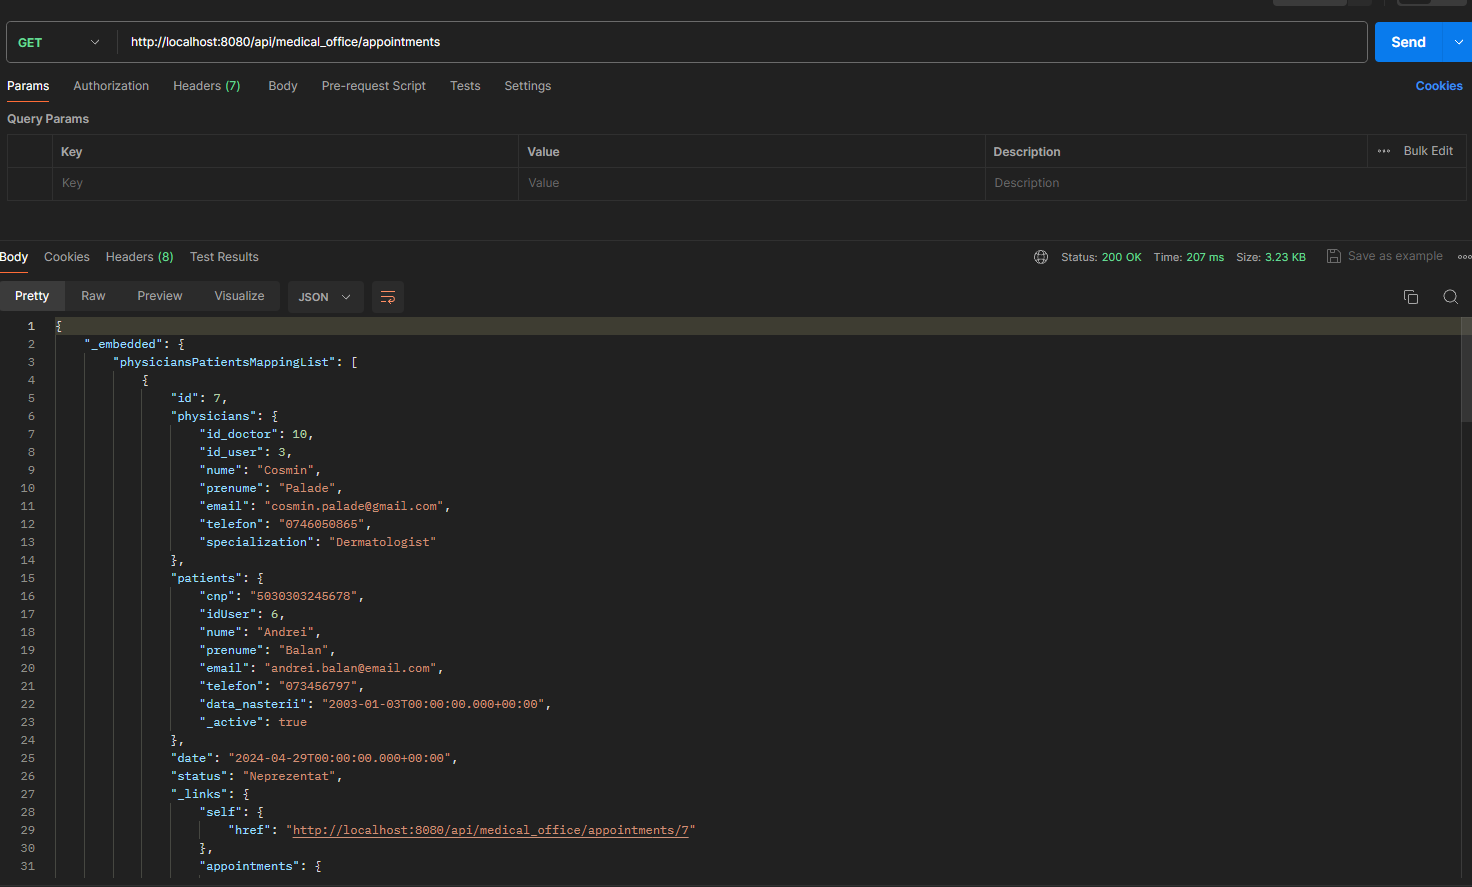 GET http://localhost:8080/api/medical_office/appointments Send
Params Authorization Headers (7) Body Pre-request Script Tests Settings Cookies
Query Params
Key Value Description ••• Bulk Edit
Key Value Description
Body Cookies Headers (8) Test Results Status: 200 OK Time: 207 ms Size: 3.23 KB Save as example
Pretty Raw Preview Visualize JSON
1 {
2 "_embedded": {
3 "physiciansPatientsMappingList": [
4 {
5 "id": 7,
6 "physicians": {
7 "id_doctor": 10,
8 "id_user": 3,
9 "nume": "Cosmin",
10 "prenume": "Palade",
11 "email": "cosmin.palade@gmail.com",
12 "telefon": "0746050865",
13 "specialization": "Dermatologist"
14 },
15 "patients": {
16 "cnp": "5030303245678",
17 "idUser": 6,
18 "nume": "Andrei",
19 "prenume": "Balan",
20 "email": "andrei.balan@email.com",
21 "telefon": "073456797",
22 "data_nasterii": "2003-01-03T00:00:00.000+00:00",
23 "_active": true
24 },
25 "date": "2024-04-29T00:00:00.000+00:00",
26 "status": "Neprezentat",
27 "_links": {
28 "self": {
29 "href": "http://localhost:8080/api/medical_office/appointments/7"
30 },
31 "appointments": {